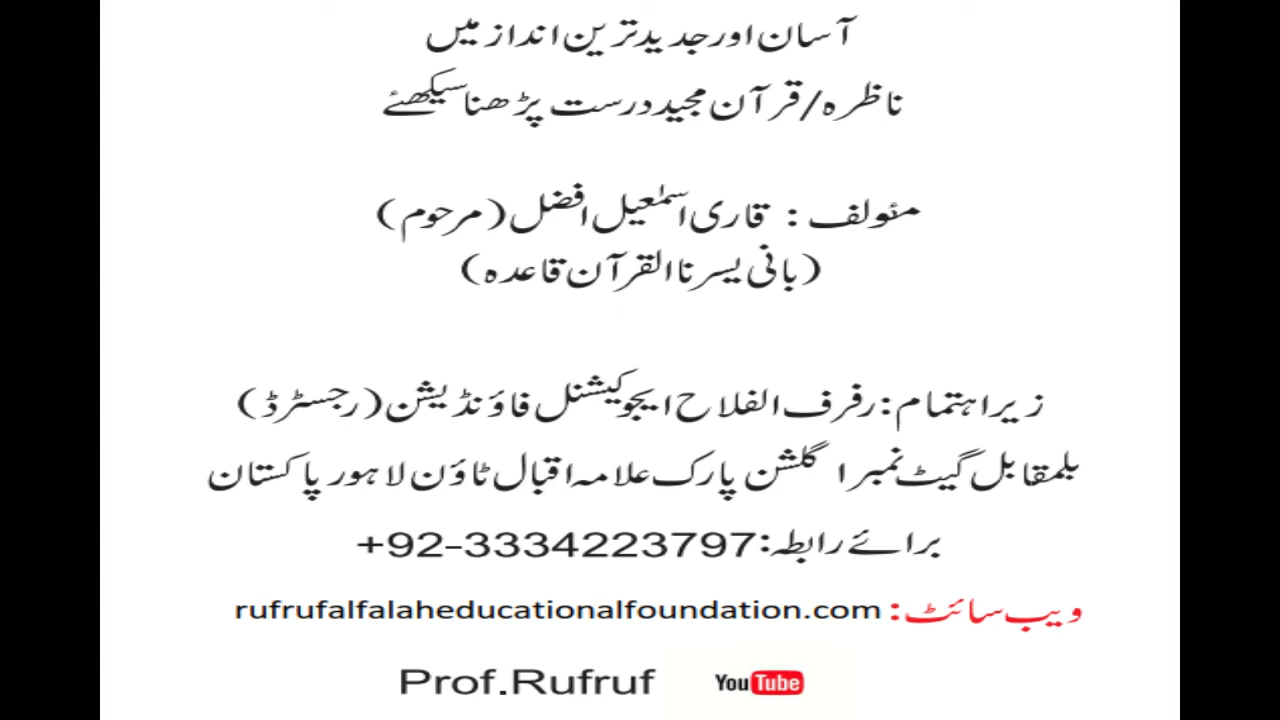 آسان اور جدید ترین انداز میں
ناظرہ/قرآن مجید درست پڑھنا سیکھئے
مئولف : قاری اسمٰعیل افضل (مرحوم)
(بانی یسرنا القرآن قاعدہ)
زیر اہتمام: رفرف الفلاح ایجوکیشنل فاؤنڈیشن (رجسٹرڈ)
بلمقابل گیٹ نمبر ا گلشن پارک علامہ اقبال ٹاؤن لاہور پاکستان
برائے رابطہ: +92-3334223797
ویب سائٹ: rufrufalfalaheducationalfoundation.com
Prof.Rufruf YouTube